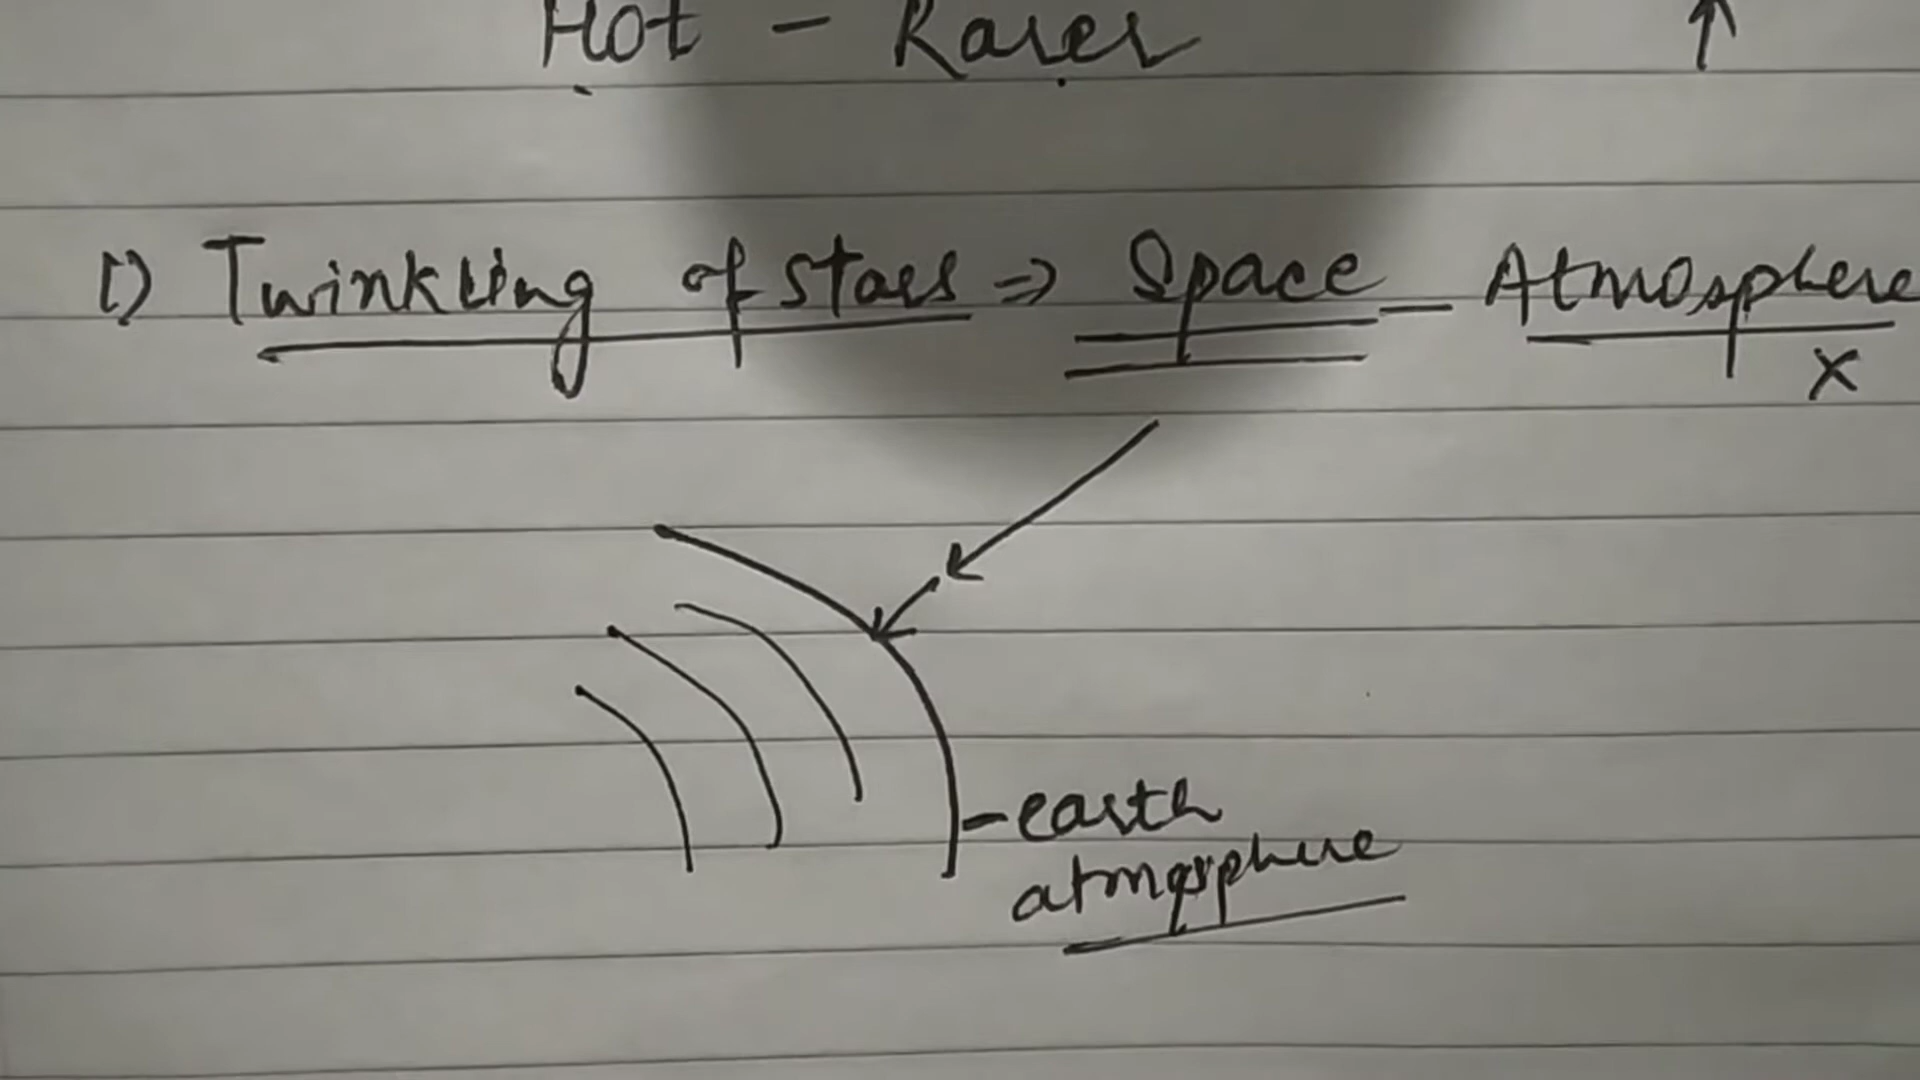 Hot - Rarer
1) Twinkling of stars ⇒ Space - Atmosphere
x
- earth
atmosphere